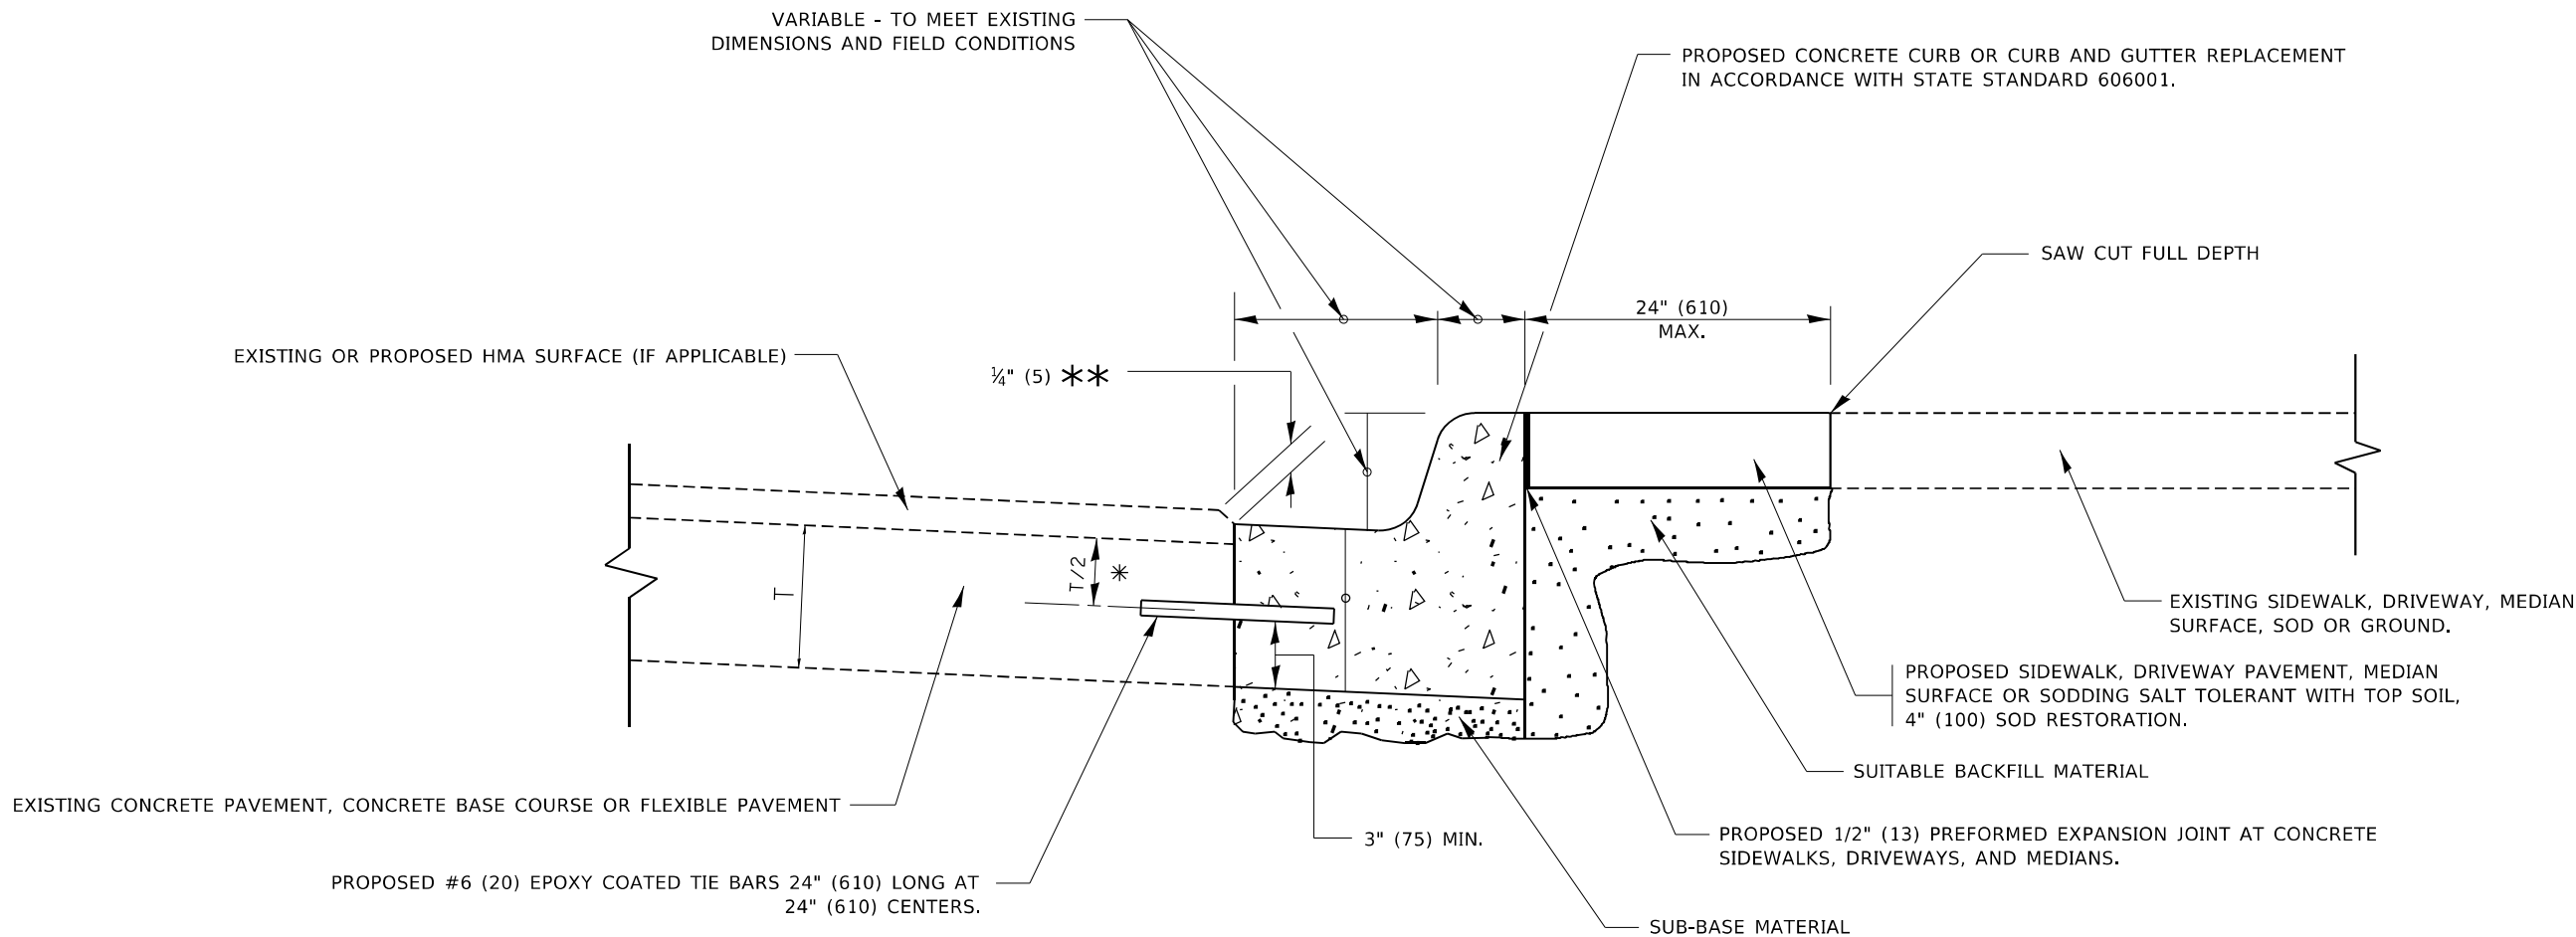 VARIABLE - TO MEET EXISTING
DIMENSIONS AND FIELD CONDITIONS
PROPOSED CONCRETE CURB OR CURB AND GUTTER REPLACEMENT
IN ACCORDANCE WITH STATE STANDARD 606001.
SAW CUT FULL DEPTH
24" (610)
MAX.
EXISTING OR PROPOSED HMA SURFACE (IF APPLICABLE)
¼" (5) **
T
T/2 *
EXISTING SIDEWALK, DRIVEWAY, MEDIAN
SURFACE, SOD OR GROUND.
PROPOSED SIDEWALK, DRIVEWAY PAVEMENT, MEDIAN
SURFACE OR SODDING SALT TOLERANT WITH TOP SOIL,
4" (100) SOD RESTORATION.
SUITABLE BACKFILL MATERIAL
EXISTING CONCRETE PAVEMENT, CONCRETE BASE COURSE OR FLEXIBLE PAVEMENT
3" (75) MIN.
PROPOSED 1/2" (13) PREFORMED EXPANSION JOINT AT CONCRETE
SIDEWALKS, DRIVEWAYS, AND MEDIANS.
PROPOSED #6 (20) EPOXY COATED TIE BARS 24" (610) LONG AT
24" (610) CENTERS.
SUB-BASE MATERIAL